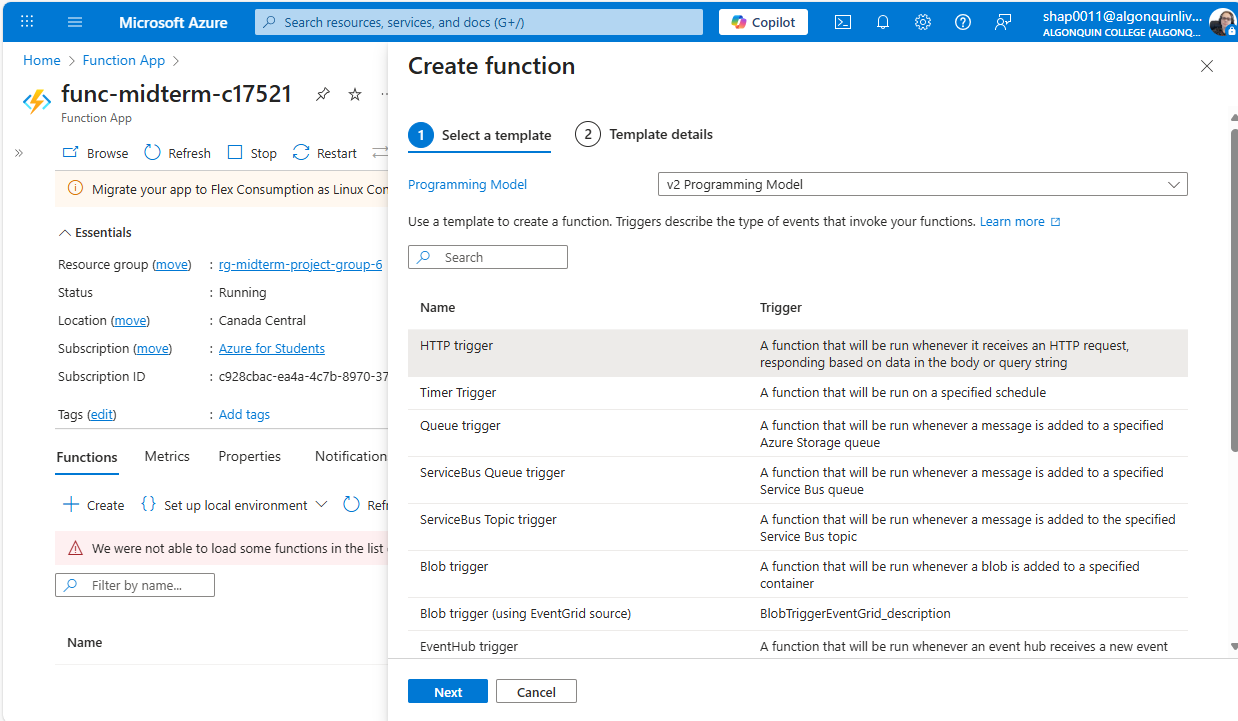 Microsoft Azure
Search resources, services, and docs (G+/)
Copilot
shap0011@algonquinliv...
ALGONQUIN COLLEGE (ALGONQ...
Home > Function App >
func-midterm-c17521
Function App
Browse Refresh Stop Restart
Migrate your app to Flex Consumption as Linux Con
Essentials
Resource group (move) : rg-midterm-project-group-6
Status : Running
Location (move) : Canada Central
Subscription (move) : Azure for Students
Subscription ID : c928cbac-ea4a-4c7b-8970-37
Tags (edit) : Add tags
Functions Metrics Properties Notification
Create {} Set up local environment Refr
We were not able to load some functions in the list
Filter by name...
Name
Create function
1 Select a template
2 Template details
Programming Model
v2 Programming Model
Use a template to create a function. Triggers describe the type of events that invoke your functions. Learn more
Search
Name Trigger
HTTP trigger
A function that will be run whenever it receives an HTTP request,
responding based on data in the body or query string
Timer Trigger
A function that will be run on a specified schedule
Queue trigger
A function that will be run whenever a message is added to a specified
Azure Storage queue
ServiceBus Queue trigger
A function that will be run whenever a message is added to a specified
Service Bus queue
ServiceBus Topic trigger
A function that will be run whenever a message is added to the specified
Service Bus topic
Blob trigger
A function that will be run whenever a blob is added to a specified
container
Blob trigger (using EventGrid source)
BlobTriggerEventGrid_description
EventHub trigger
A function that will be run whenever an event hub receives a new event
Next
Cancel